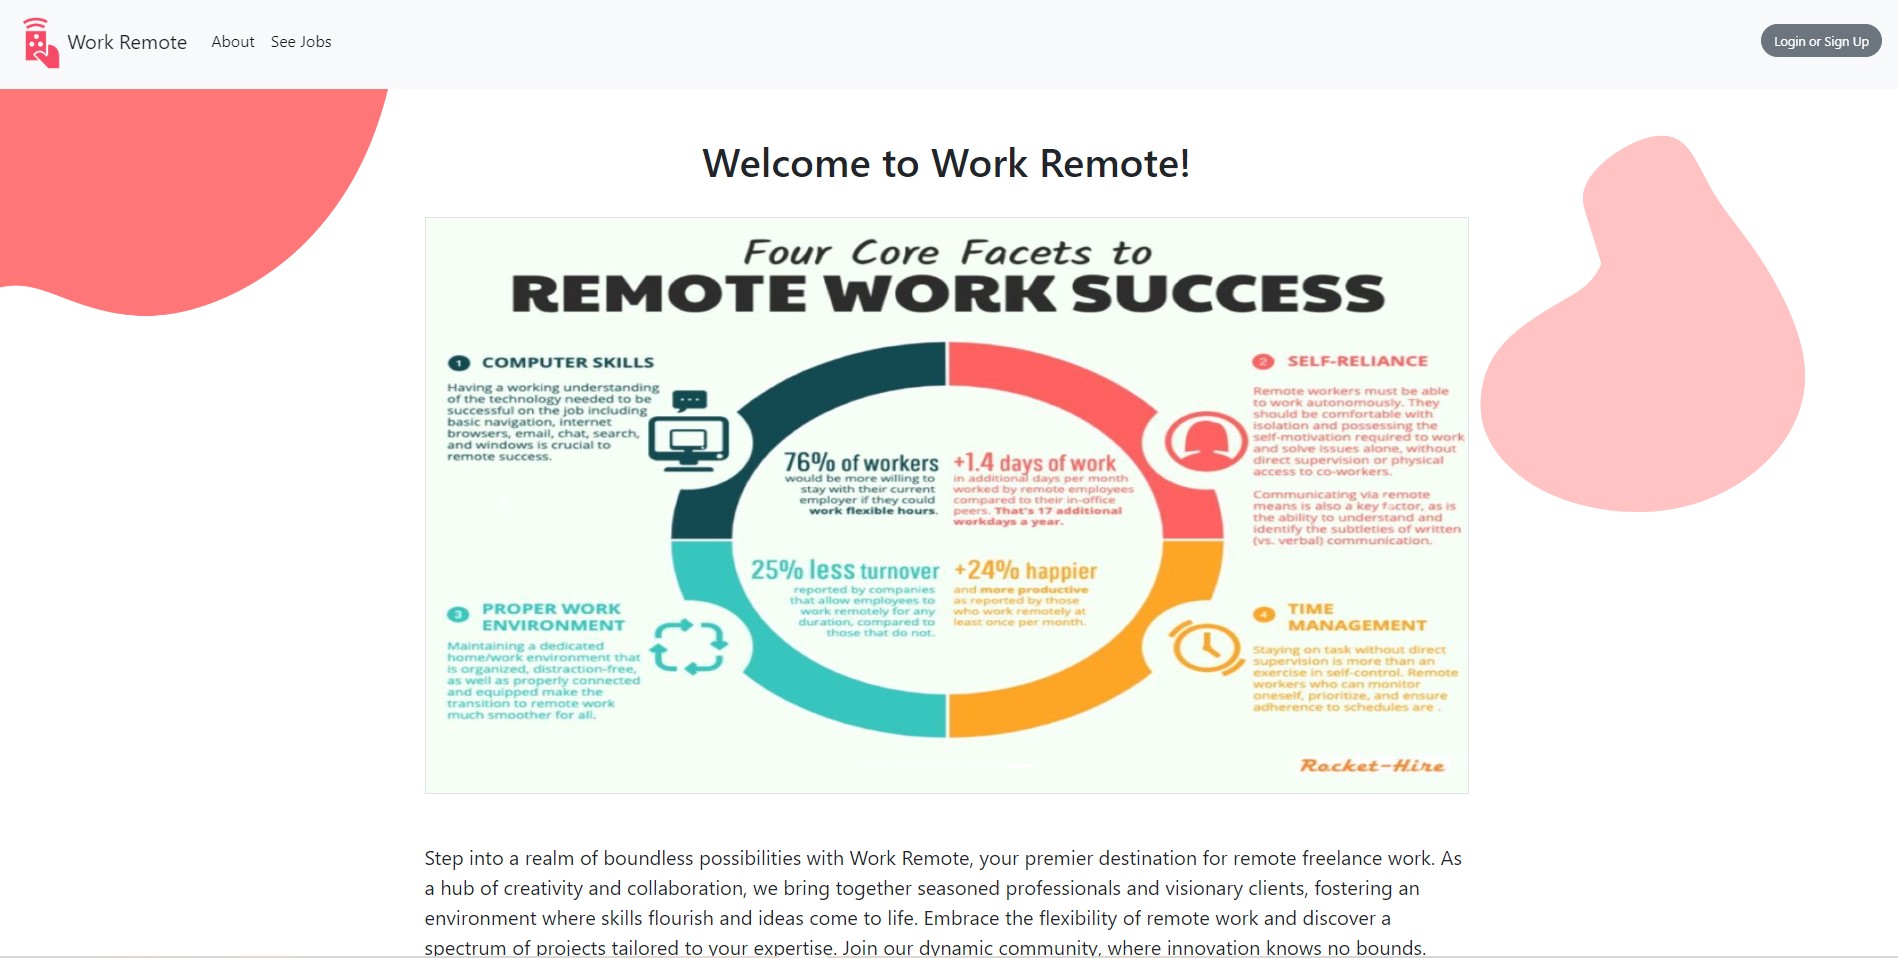 Work Remote
About
See Jobs
Login or Sign Up
Welcome to Work Remote!
Four Core Facets to
REMOTE WORK SUCCESS
1 COMPUTER SKILLS
Having a working understanding
of the technology needed to be
successful on the job including
basic navigation, internet
browsers, email, chat, search,
and windows is crucial to
remote success.
2 SELF-RELIANCE
Remote workers must be able
to work autonomously. They
should be comfortable with
isolation and possessing the
self-motivation required to work
and solve issues alone, without
direct supervision or physical
access to co-workers.
Communicating via remote
means is also a key factor, as is
the ability to understand and
identify the subtleties of written
(vs. verbal) communication.
76% of workers
would be more willing to
stay with their current
employer if they could
work flexible hours.
+1.4 days of work
in additional days per month
worked by remote employees
compared to their in-office
peers. That's 17 additional
workdays a year.
25% less turnover
reported by companies
that allow employees to
work remotely for any
duration, compared to
those that do not.
+24% happier
and more productive
as reported by those
who work remotely at
least once per month.
3 PROPER WORK
ENVIRONMENT
Maintaining a dedicated
home/work environment that
is organized, distraction-free,
as well as properly connected
and equipped make the
transition to remote work
much smoother for all.
4 TIME
MANAGEMENT
Staying on task without direct
supervision is more than an
exercise in self-control. Remote
workers who can monitor
oneself, prioritize, and ensure
adherence to schedules are .
Rocket-Hire
Step into a realm of boundless possibilities with Work Remote, your premier destination for remote freelance work. As
a hub of creativity and collaboration, we bring together seasoned professionals and visionary clients, fostering an
environment where skills flourish and ideas come to life. Embrace the flexibility of remote work and discover a
spectrum of projects tailored to your expertise. Join our dynamic community, where innovation knows no bounds.